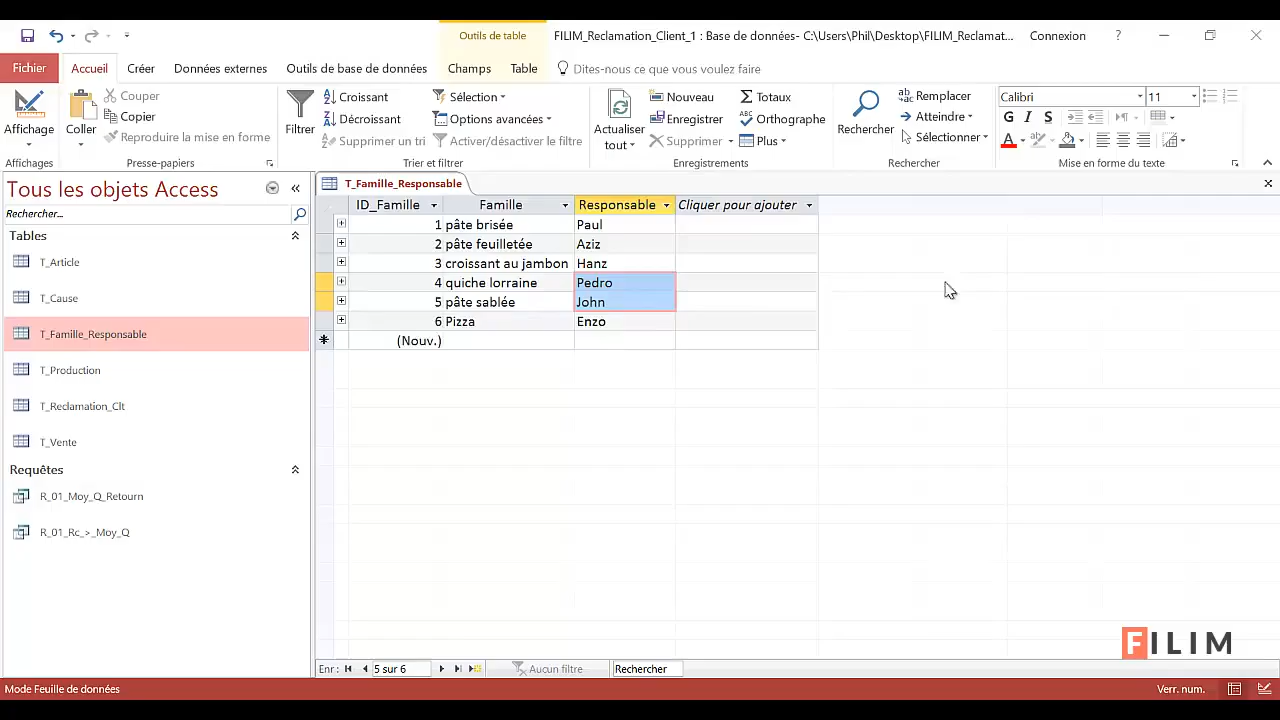 Outils de table
FILIM_Reclamation_Client_1 : Base de données- C:\Users\Phil\Desktop\FILIM_Reclamat...
Connexion
?
Fichier
Accueil
Créer
Données externes
Outils de base de données
Champs
Table
Dites-nous ce que vous voulez faire
Affichage
Affichages
Coller
Couper
Copier
Reproduire la mise en forme
Presse-papiers
Filtrer
Croissant
Décroissant
Supprimer un tri
Sélection
Options avancées
Activer/désactiver le filtre
Trier et filtrer
Actualiser
tout
Nouveau
Enregistrer
Supprimer
Totaux
Orthographe
Plus
Enregistrements
Rechercher
Remplacer
Atteindre
Sélectionner
Rechercher
Calibri
11
G I S
A
Mise en forme du texte
Tous les objets Access
Rechercher...
Tables
T_Article
T_Cause
T_Famille_Responsable
T_Production
T_Reclamation_Clt
T_Vente
Requêtes
R_01_Moy_Q_Retourn
R_01_Rc_>_Moy_Q
T_Famille_Responsable
ID_Famille Famille Responsable Cliquer pour ajouter
1 pâte brisée Paul
2 pâte feuilletée Aziz
3 croissant au jambon Hanz
4 quiche lorraine Pedro
5 pâte sablée John
6 Pizza Enzo
(Nouv.)
FILIM
Enr : 5 sur 6 Aucun filtre Rechercher
Mode Feuille de données
Verr. num.